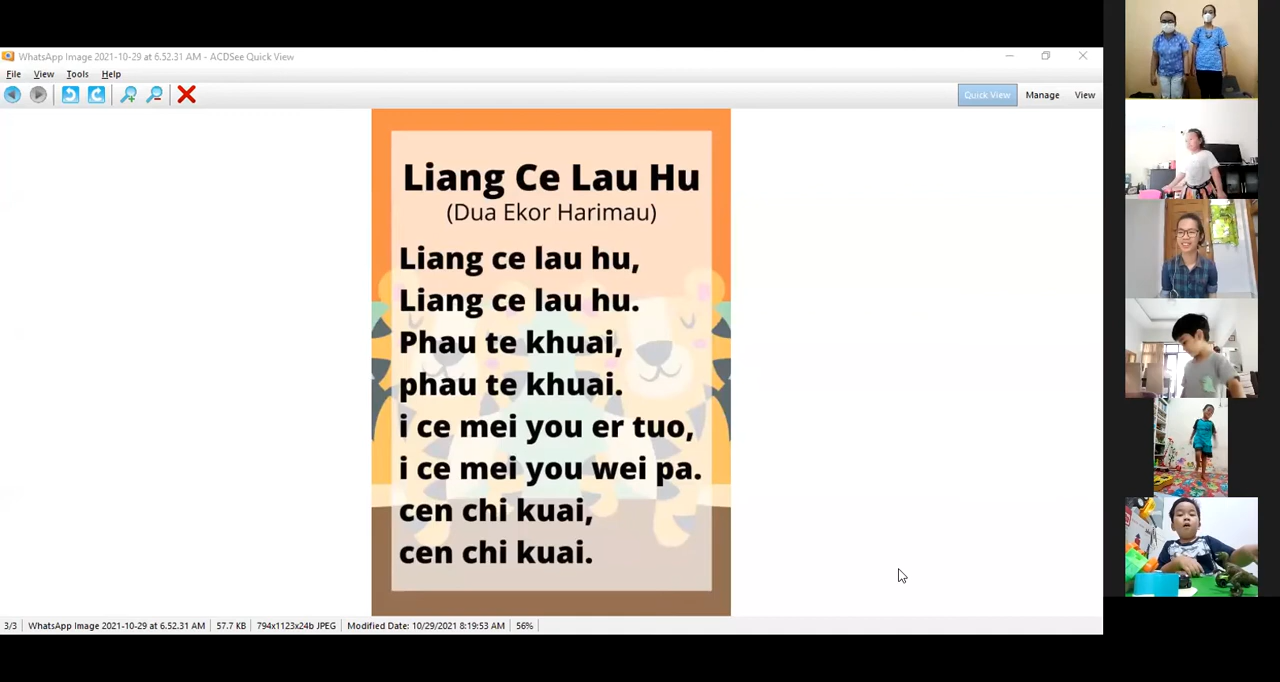 WhatsApp Image 2021-10-29 at 6.52.31 AM - ACDSee Quick View
File View Tools Help
Quick View Manage View
Liang Ce Lau Hu
(Dua Ekor Harimau)
Liang ce lau hu,
Liang ce lau hu.
Phau te khuai,
phau te khuai.
i ce mei you er tuo,
i ce mei you wei pa.
cen chi kuai,
cen chi kuai.
3/3 WhatsApp Image 2021-10-29 at 6.52.31 AM 57.7 KB 794x1123x24b JPEG Modified Date: 10/29/2021 8:19:53 AM 56%